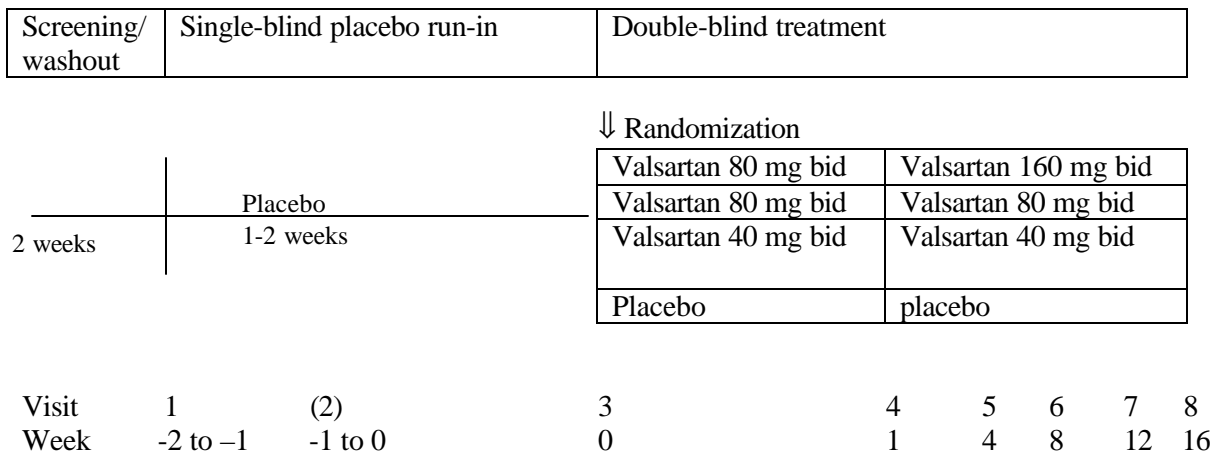 Screening/ Single-blind placebo run-in Double-blind treatment
washout
⇓ Randomization
Valsartan 80 mg bid Valsartan 160 mg bid
Placebo Valsartan 80 mg bid Valsartan 80 mg bid
2 weeks 1-2 weeks Valsartan 40 mg bid Valsartan 40 mg bid
Placebo placebo
Visit 1 (2) 3 4 5 6 7 8
Week -2 to –1 -1 to 0 0 1 4 8 12 16